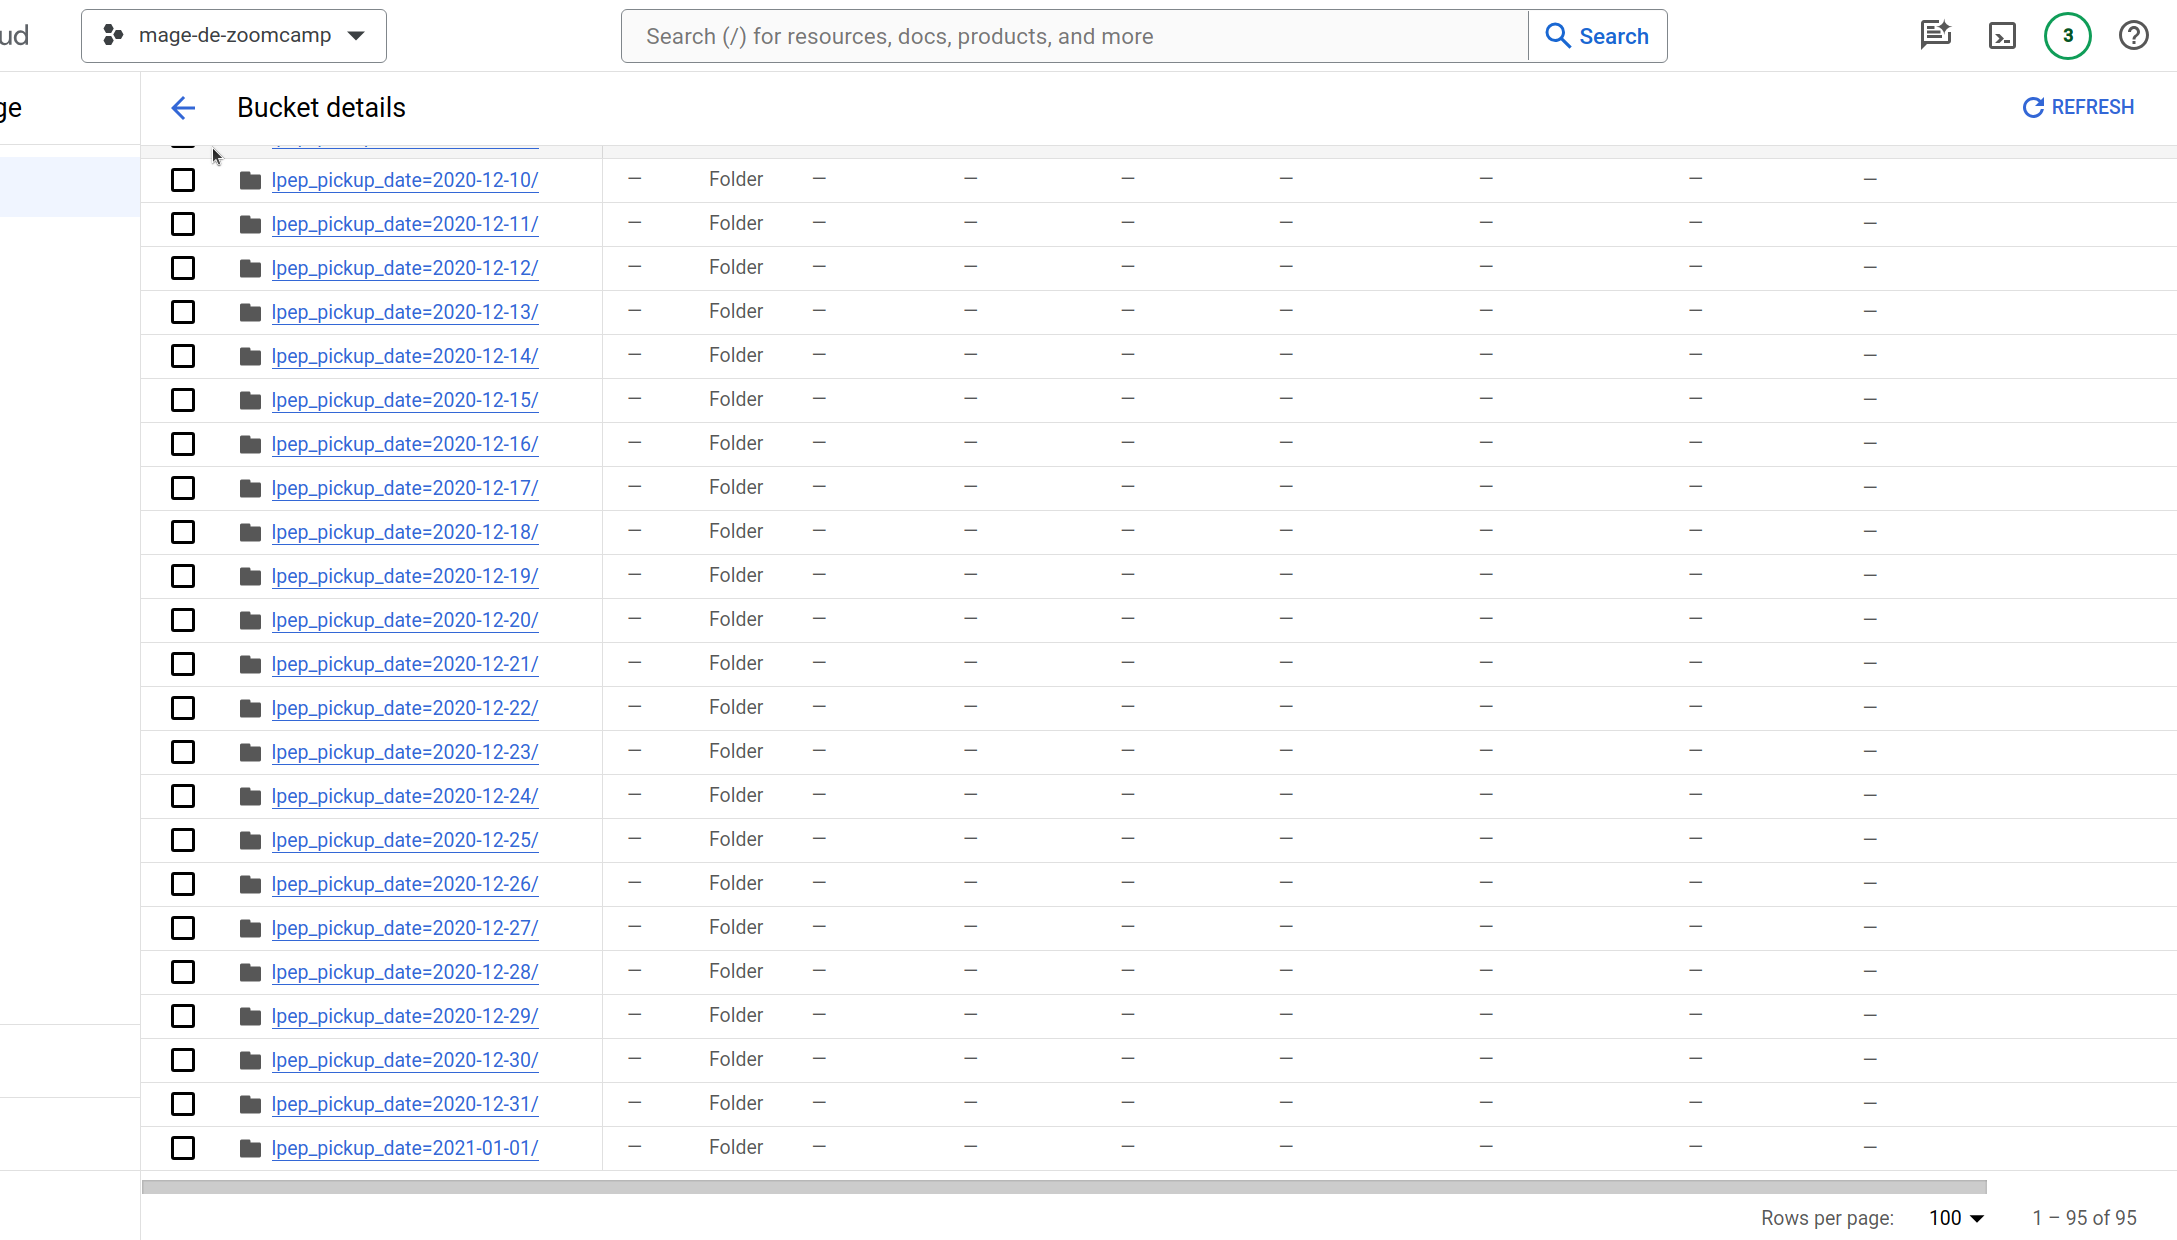 ud mage-de-zoomcamp Search (/) for resources, docs, products, and more Search 3
ge Bucket details REFRESH
lpep_pickup_date=2020-12-10/ — Folder — — — — — — —
lpep_pickup_date=2020-12-11/ — Folder — — — — — — —
lpep_pickup_date=2020-12-12/ — Folder — — — — — — —
lpep_pickup_date=2020-12-13/ — Folder — — — — — — —
lpep_pickup_date=2020-12-14/ — Folder — — — — — — —
lpep_pickup_date=2020-12-15/ — Folder — — — — — — —
lpep_pickup_date=2020-12-16/ — Folder — — — — — — —
lpep_pickup_date=2020-12-17/ — Folder — — — — — — —
lpep_pickup_date=2020-12-18/ — Folder — — — — — — —
lpep_pickup_date=2020-12-19/ — Folder — — — — — — —
lpep_pickup_date=2020-12-20/ — Folder — — — — — — —
lpep_pickup_date=2020-12-21/ — Folder — — — — — — —
lpep_pickup_date=2020-12-22/ — Folder — — — — — — —
lpep_pickup_date=2020-12-23/ — Folder — — — — — — —
lpep_pickup_date=2020-12-24/ — Folder — — — — — — —
lpep_pickup_date=2020-12-25/ — Folder — — — — — — —
lpep_pickup_date=2020-12-26/ — Folder — — — — — — —
lpep_pickup_date=2020-12-27/ — Folder — — — — — — —
lpep_pickup_date=2020-12-28/ — Folder — — — — — — —
lpep_pickup_date=2020-12-29/ — Folder — — — — — — —
lpep_pickup_date=2020-12-30/ — Folder — — — — — — —
lpep_pickup_date=2020-12-31/ — Folder — — — — — — —
lpep_pickup_date=2021-01-01/ — Folder — — — — — — —
Rows per page: 100 1 – 95 of 95